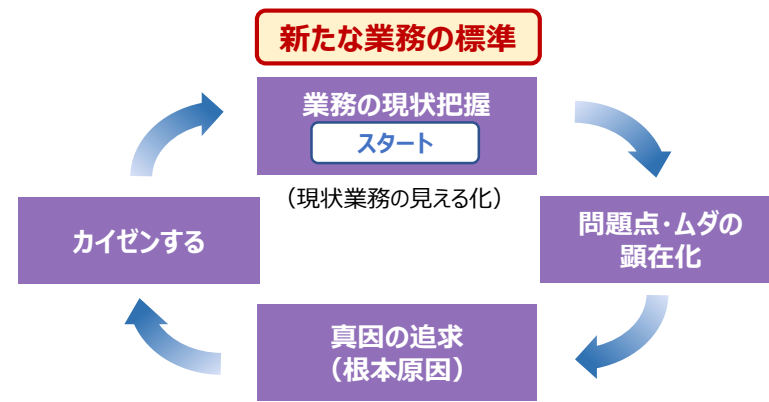 新たな業務の標準
業務の現状把握
スタート
（現状業務の見える化）
問題点・ムダの
顕在化
真因の追求
（根本原因）
カイゼンする